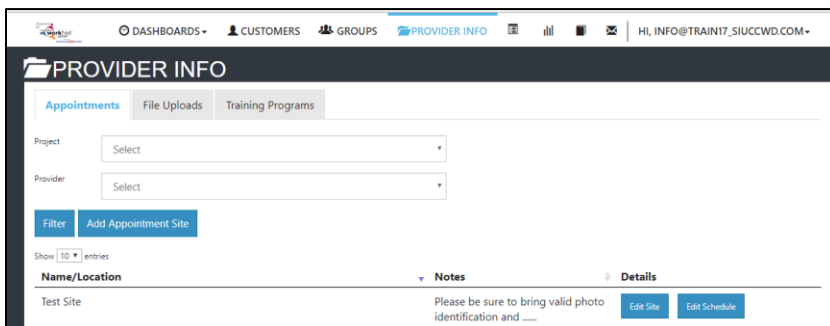 DASHBOARDS CUSTOMERS GROUPS PROVIDER INFO HI, INFO@TRAIN17_SIUCCWD.COM
PROVIDER INFO
Appointments File Uploads Training Programs
Project Select
Provider Select
Filter Add Appointment Site
Show 10 entries
Name/Location Notes Details
Test Site Please be sure to bring valid photo Edit Site Edit Schedule
identification and ......